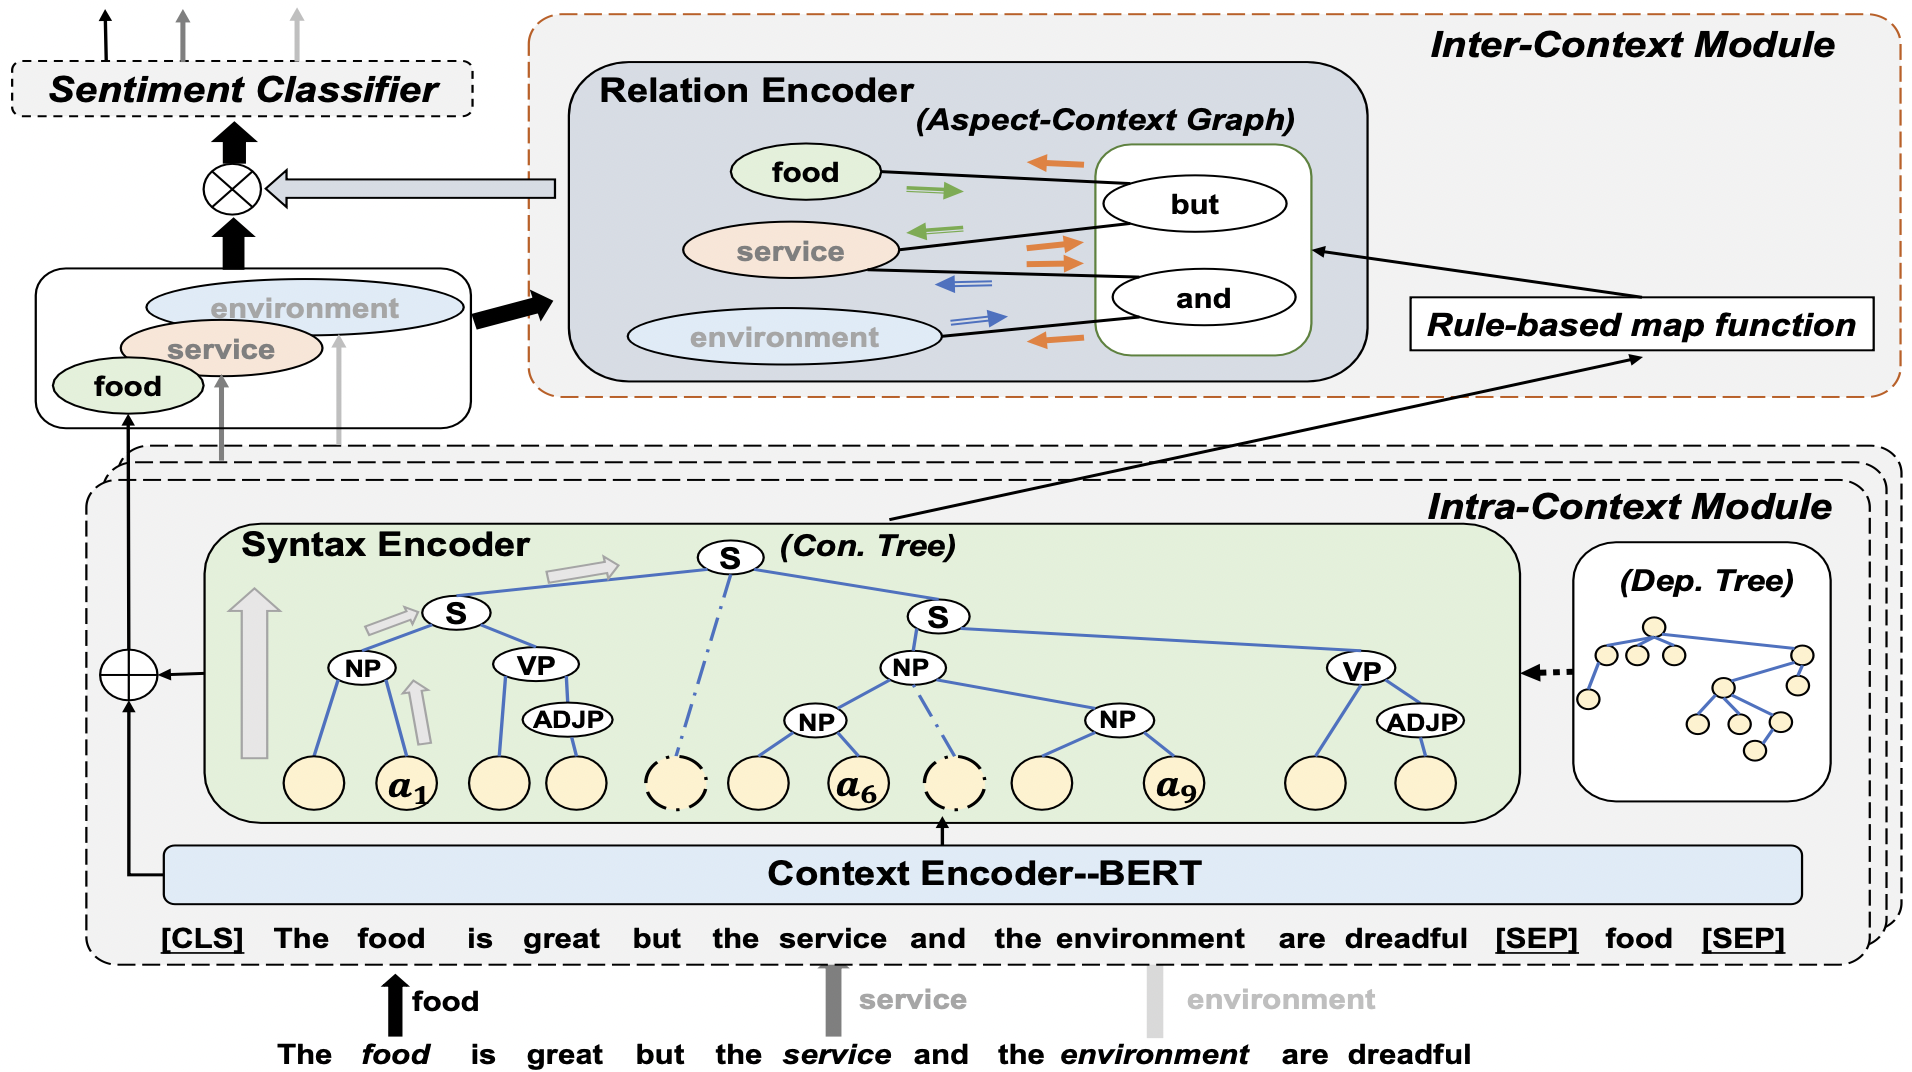 Sentiment Classifier
Inter-Context Module
Relation Encoder
(Aspect-Context Graph)
food
but
service
and
environment
Rule-based map function
environment
service
food
Intra-Context Module
Syntax Encoder
(Con. Tree)
(Dep. Tree)
S
S
S
NP
VP
NP
VP
ADJP
NP
NP
ADJP
a₁
a₆
a₉
Context Encoder--BERT
[CLS] The food is great but the service and the environment are dreadful [SEP] food [SEP]
food
service
environment
The food is great but the service and the environment are dreadful